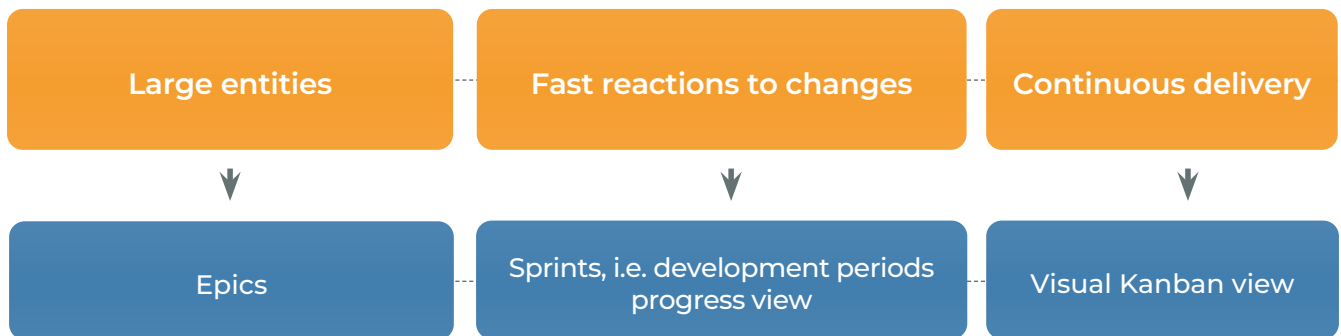 Large entities
Fast reactions to changes
Continuous delivery
Epics
Sprints, i.e. development periods
progress view
Visual Kanban view